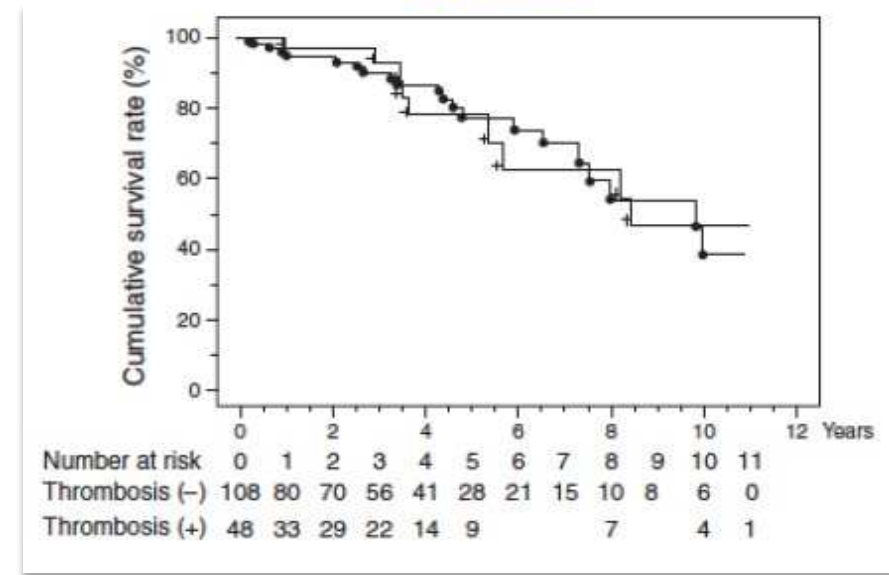 Cumulative survival rate (%)
100
80
60
40
20
0
0 2 4 6 8 10 12 Years
Number at risk 0 1 2 3 4 5 6 7 8 9 10 11
Thrombosis (–) 108 80 70 56 41 28 21 15 10 8 6 0
Thrombosis (+) 48 33 29 22 14 9 7 4 1